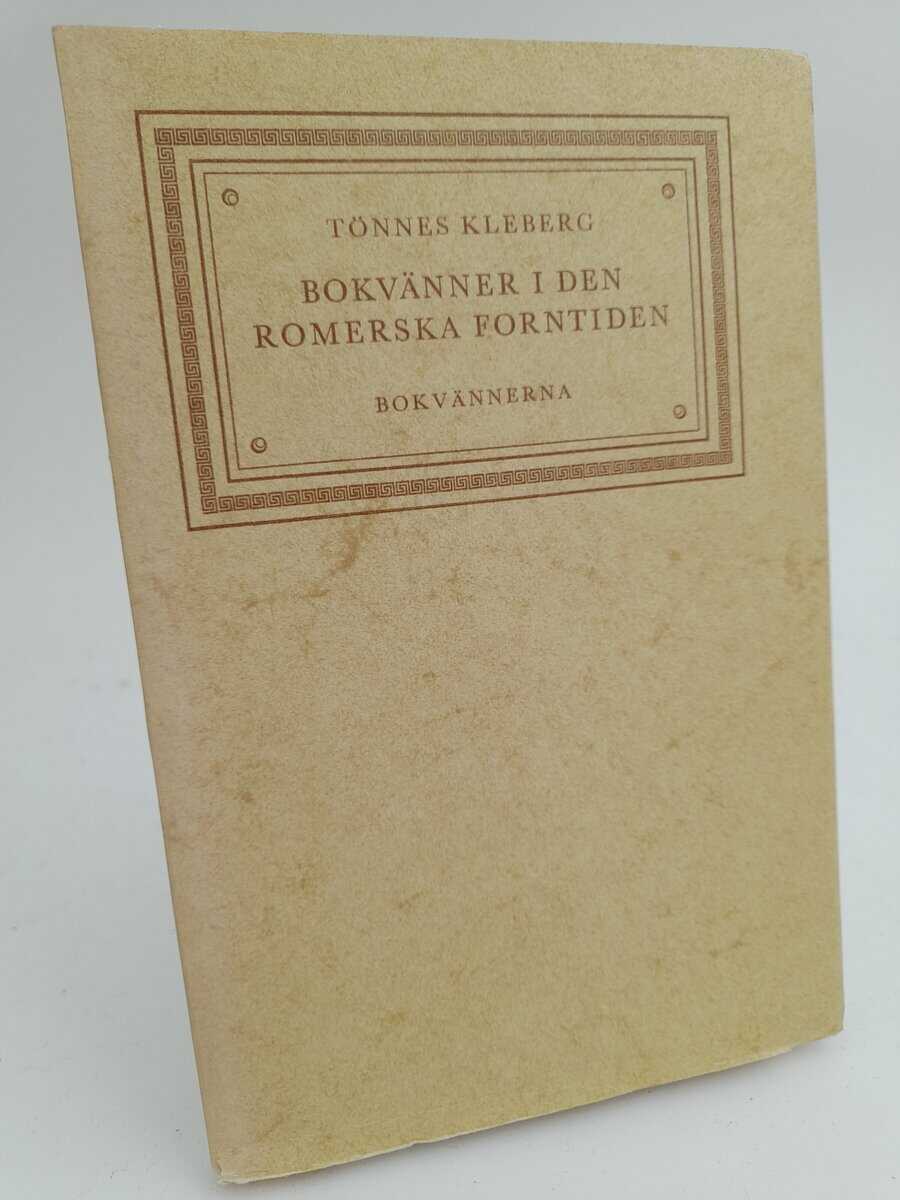 TÖNNES KLEBERG
BOKVÄNNER I DEN
ROMERSKA FORNTIDEN
BOKVÄNNERNA